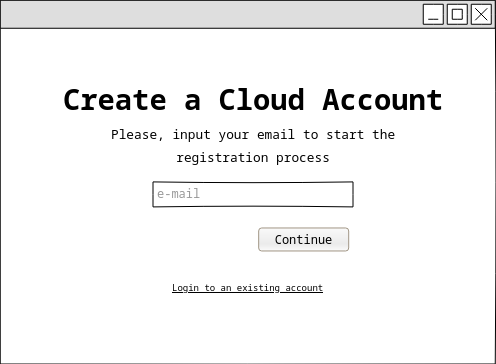 Create a Cloud Account
Please, input your email to start the
registration process
e-mail
Continue
Login to an existing account